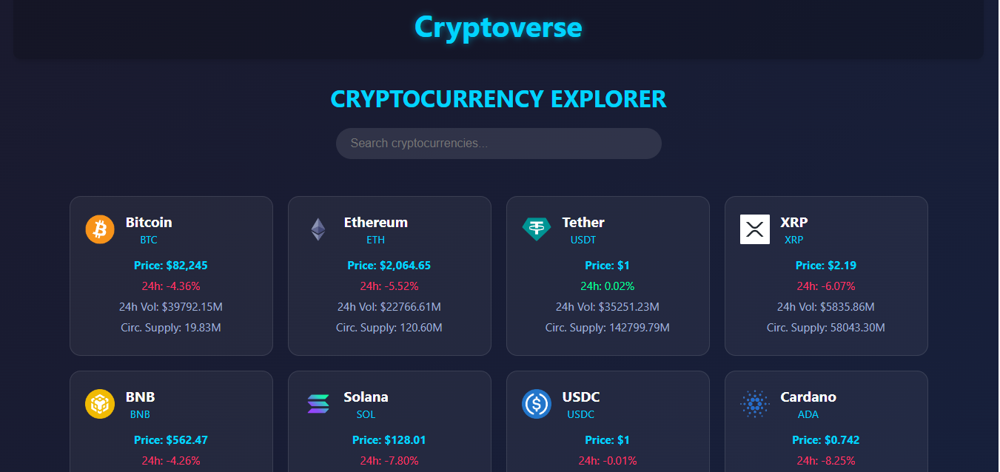 Cryptoverse
CRYPTOCURRENCY EXPLORER
Search cryptocurrencies...
Bitcoin
BTC
Price: $82,245
24h: -4.36%
24h Vol: $39792.15M
Circ. Supply: 19.83M
Ethereum
ETH
Price: $2,064.65
24h: -5.52%
24h Vol: $22766.61M
Circ. Supply: 120.60M
Tether
USDT
Price: $1
24h: 0.02%
24h Vol: $35251.23M
Circ. Supply: 142799.79M
XRP
XRP
Price: $2.19
24h: -6.07%
24h Vol: $5835.86M
Circ. Supply: 58043.30M
BNB
BNB
Price: $562.47
24h: -4.26%
Solana
SOL
Price: $128.01
24h: -7.80%
USDC
USDC
Price: $1
24h: -0.01%
Cardano
ADA
Price: $0.742
24h: -8.25%